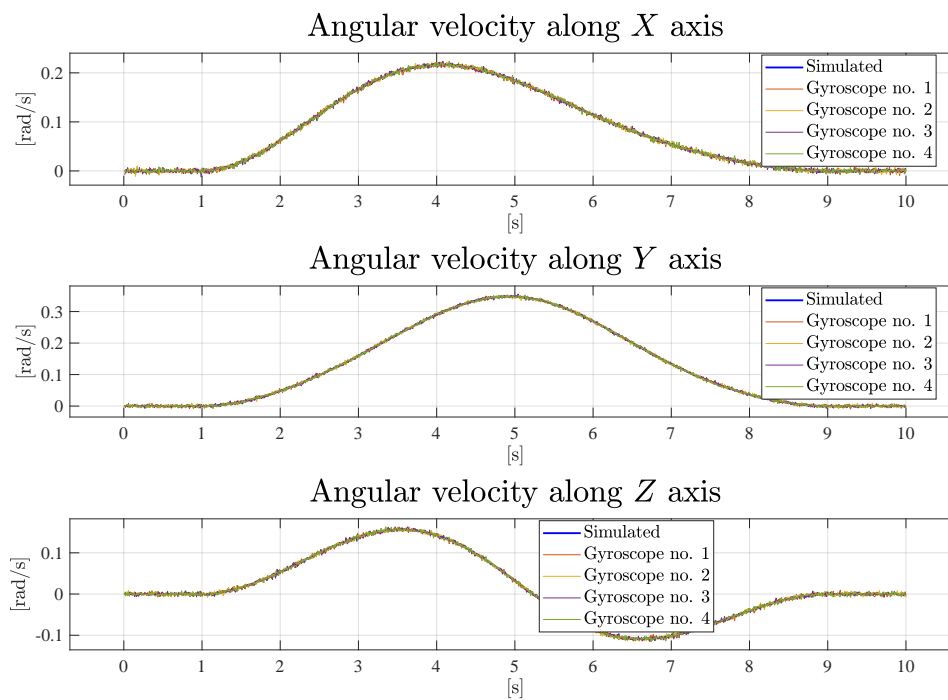 Angular velocity along X axis
[rad/s]
0.2
0.1
0
Simulated
Gyroscope no. 1
Gyroscope no. 2
Gyroscope no. 3
Gyroscope no. 4
0 1 2 3 4 5 6 7 8 9 10
[s]
Angular velocity along Y axis
[rad/s]
0.3
0.2
0.1
0
Simulated
Gyroscope no. 1
Gyroscope no. 2
Gyroscope no. 3
Gyroscope no. 4
0 1 2 3 4 5 6 7 8 9 10
[s]
Angular velocity along Z axis
[rad/s]
0.1
0
-0.1
Simulated
Gyroscope no. 1
Gyroscope no. 2
Gyroscope no. 3
Gyroscope no. 4
0 1 2 3 4 5 6 7 8 9 10
[s]